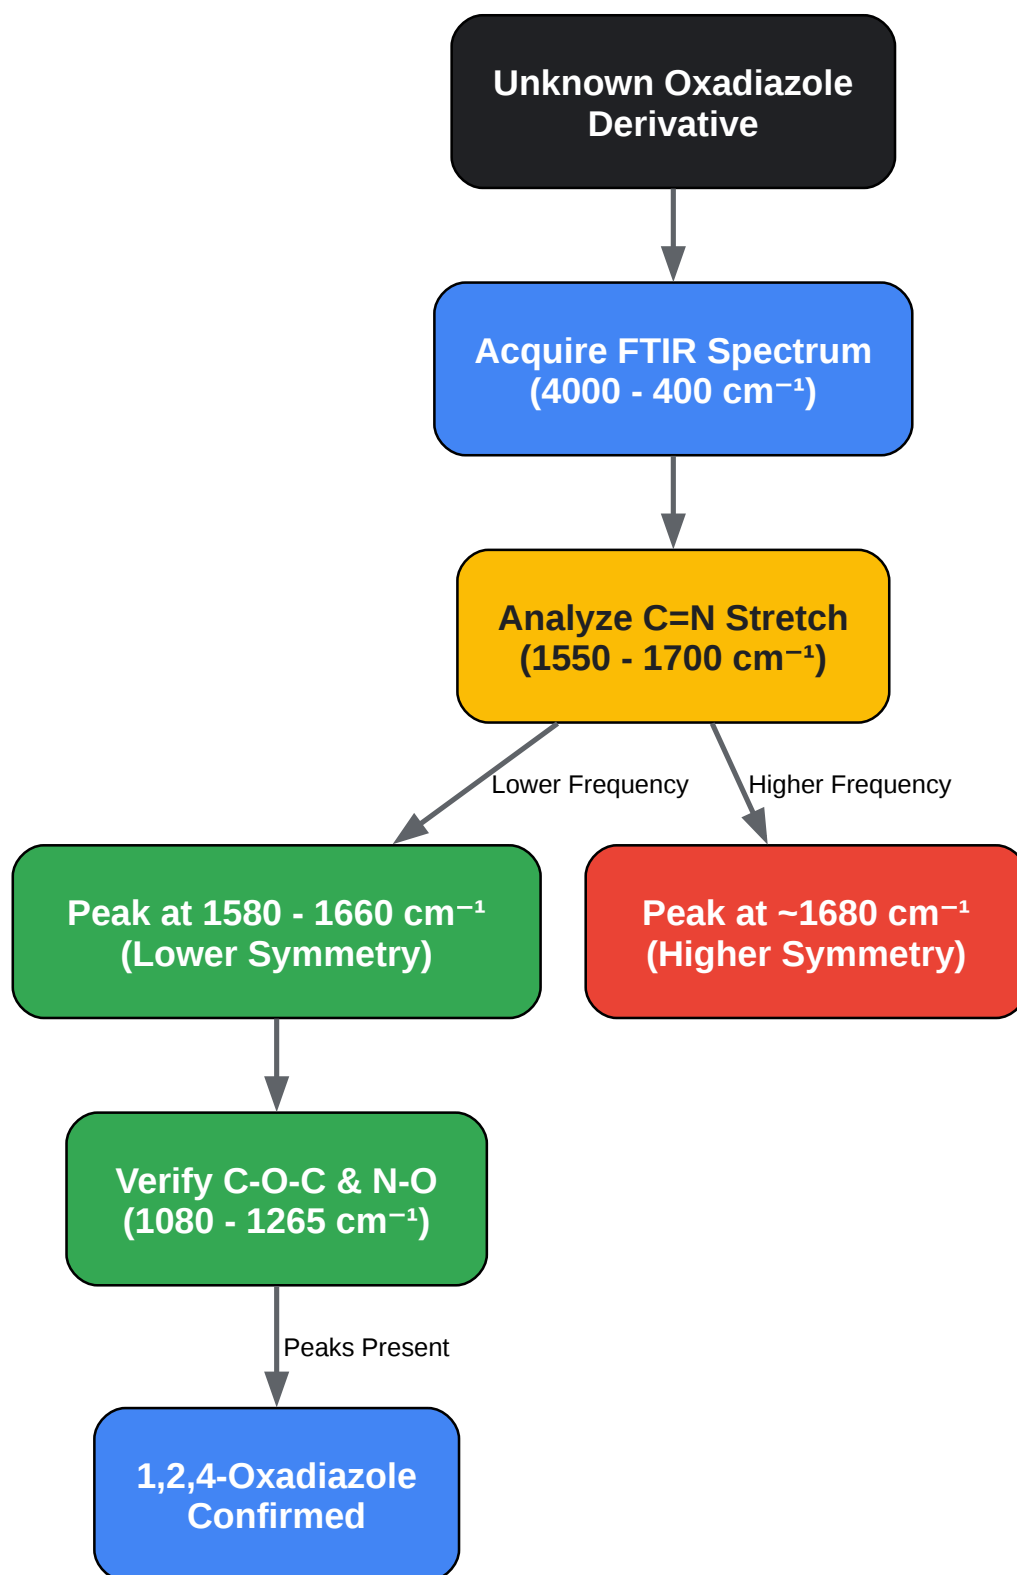 Unknown Oxadiazole
Derivative
Acquire FTIR Spectrum
(4000 - 400 cm⁻¹)
Analyze C=N Stretch
(1550 - 1700 cm⁻¹)
Lower Frequency
Higher Frequency
Peak at 1580 - 1660 cm⁻¹
(Lower Symmetry)
Peak at ~1680 cm⁻¹
(Higher Symmetry)
Verify C-O-C & N-O
(1080 - 1265 cm⁻¹)
Peaks Present
1,2,4-Oxadiazole
Confirmed